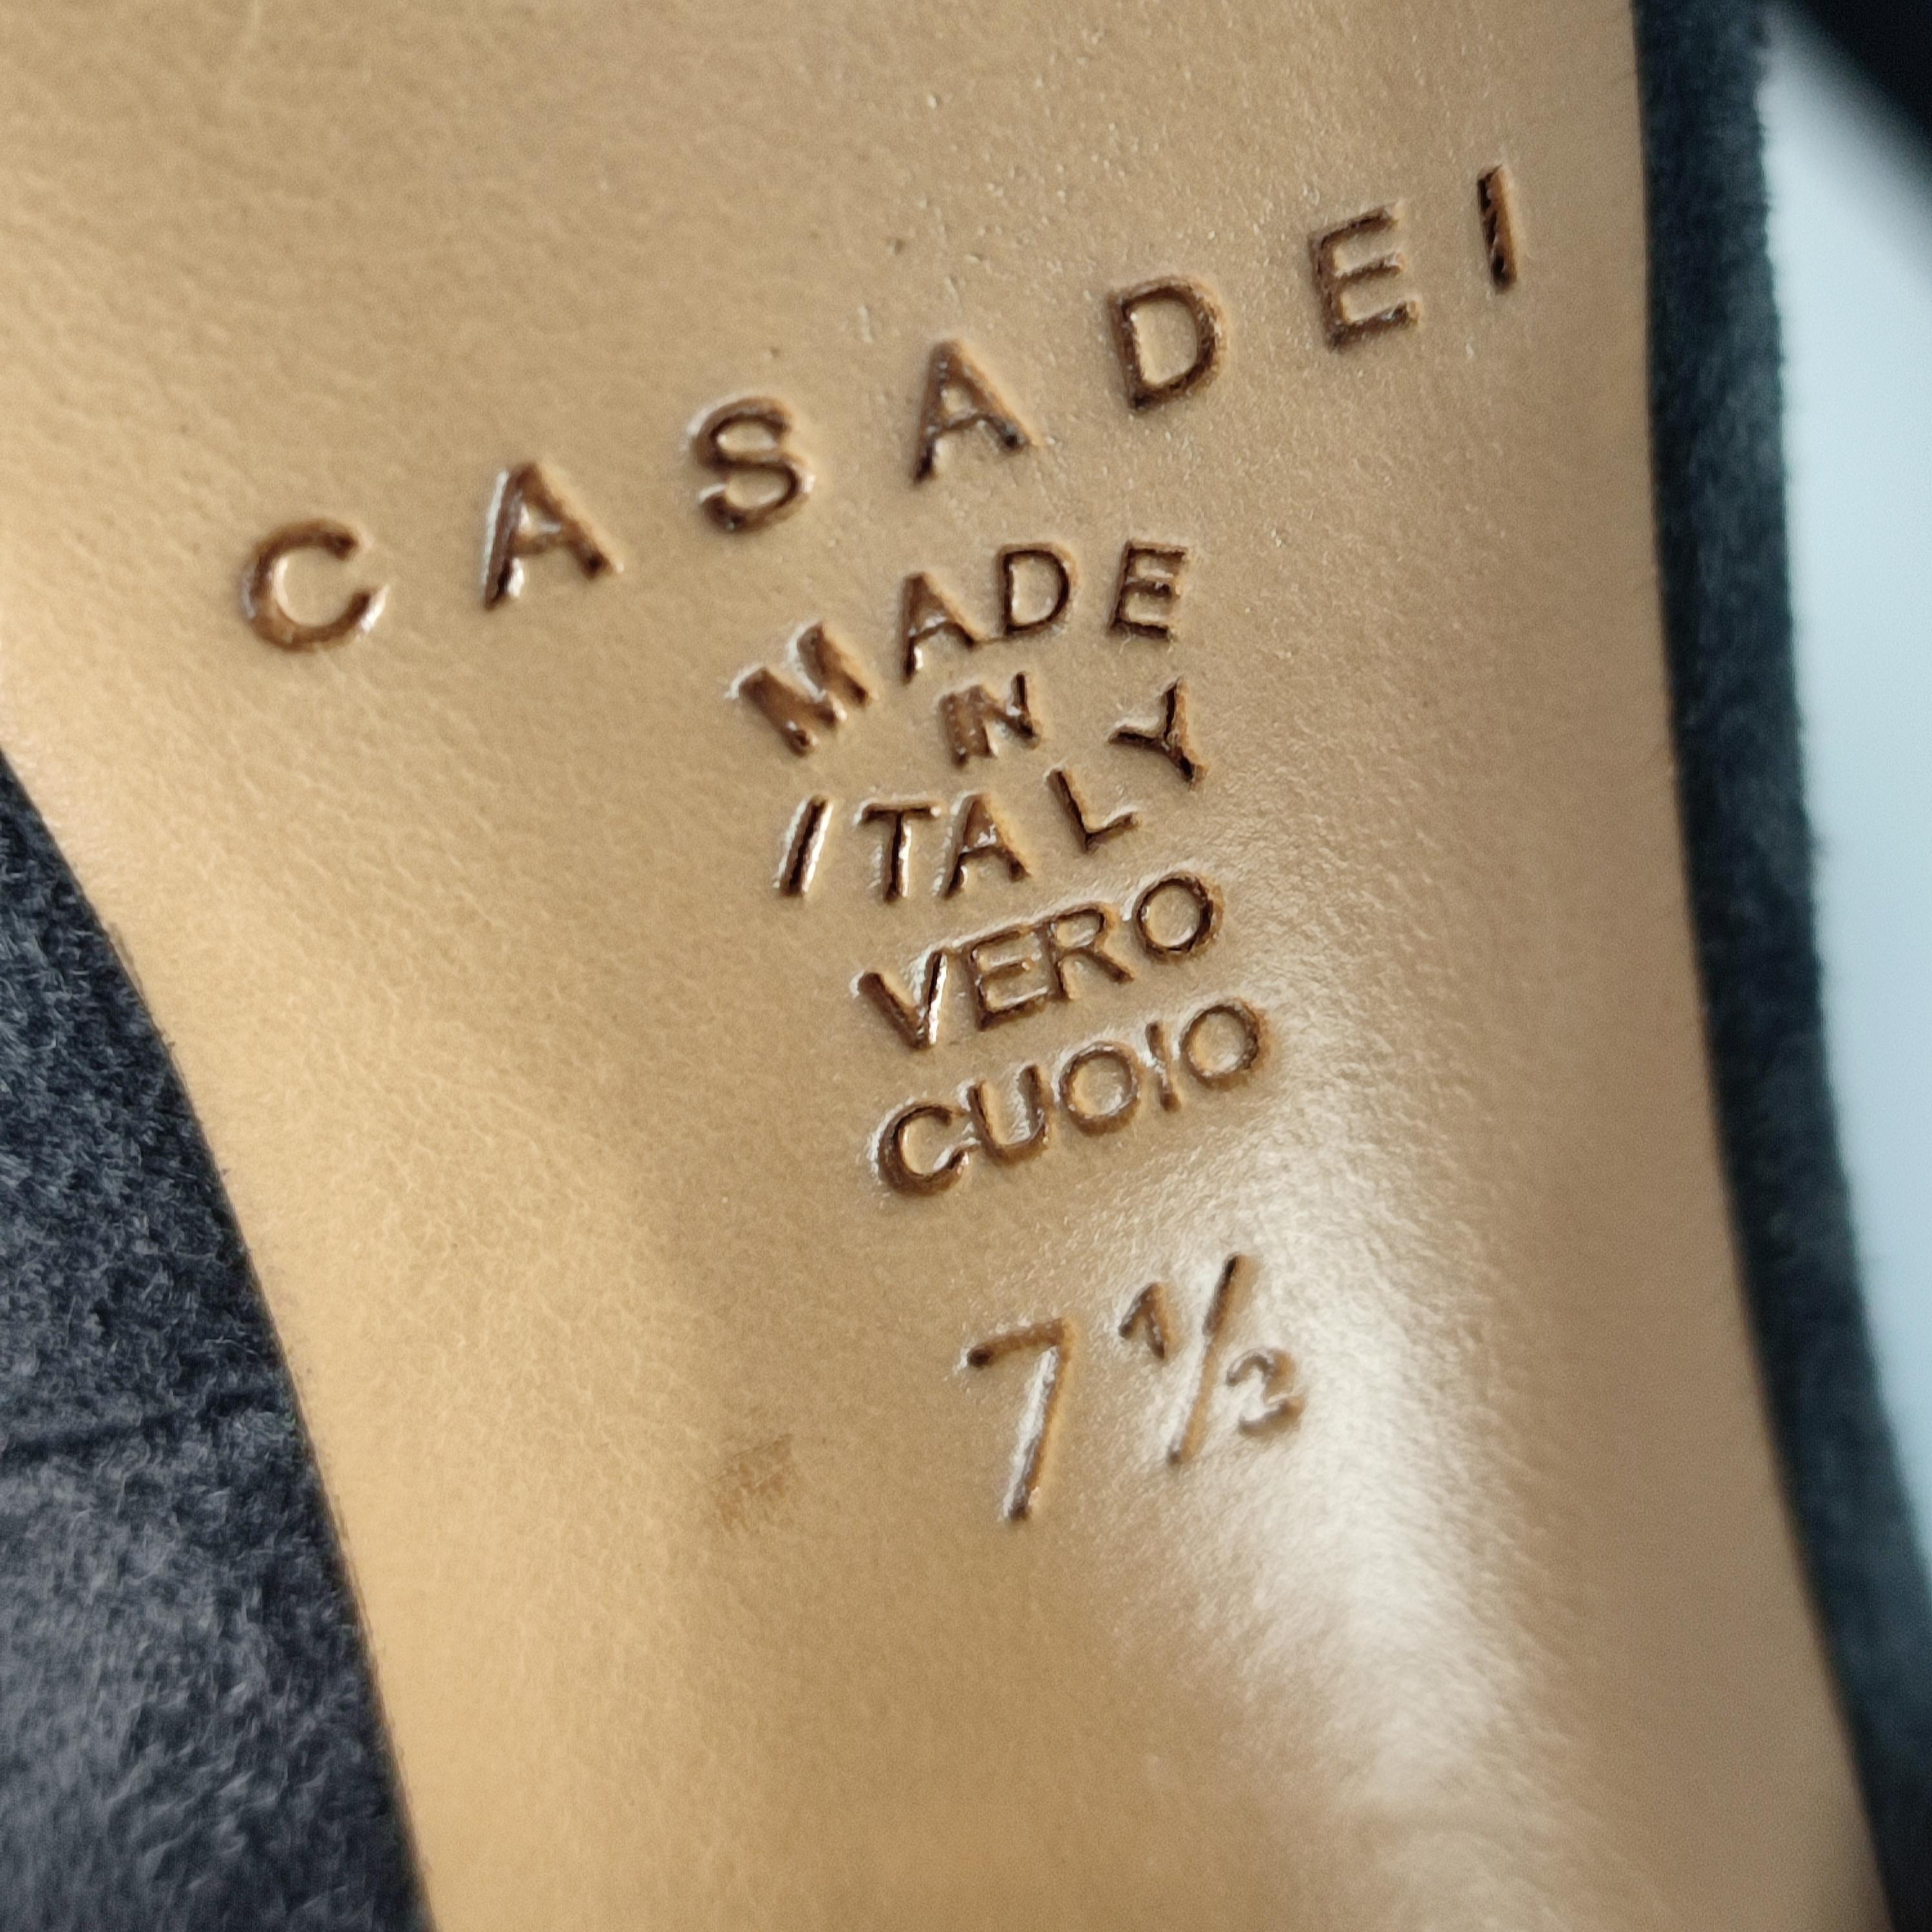 CASADEI
MADE
IN
ITALY
VERO
CUOIO
7 1/2